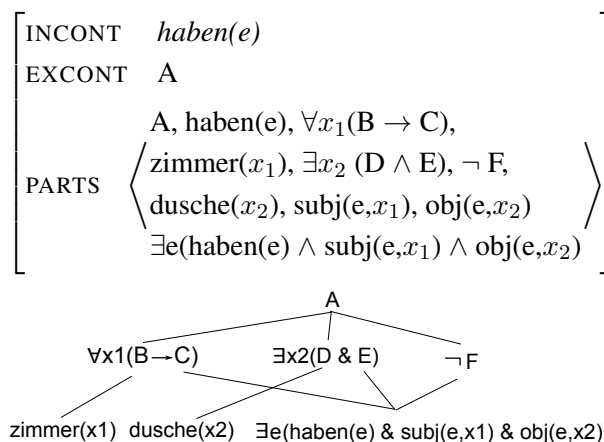 INCONT haben(e)
EXCONT A
A, haben(e), ∀x₁(B → C),
zimmer(x₁), ∃x₂ (D ∧ E), ¬ F,
PARTS
dusche(x₂), subj(e,x₁), obj(e,x₂)
∃e(haben(e) ∧ subj(e,x₁) ∧ obj(e,x₂)
A
∀x1(B→C) ∃x2(D & E) ¬F
zimmer(x1) dusche(x2) ∃e(haben(e) & subj(e,x1) & obj(e,x2)